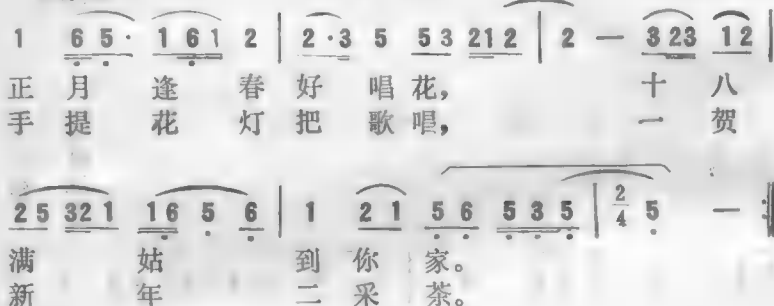 1 6 5· 1 6 1 2 | 2·3 5 5 3 2 1 2 | 2 — 3 2 3 1 2 |
正 月 逢 春 好 唱 花, 十 八
手 提 花 灯 把 歌 唱, 一 贺
2 5 3 2 1 1 6 5 6 | 1 2 1 5 6 5 3 5 | 2/4 5 — :|
满 姑 到 你 家。
新 年 二 采 茶。